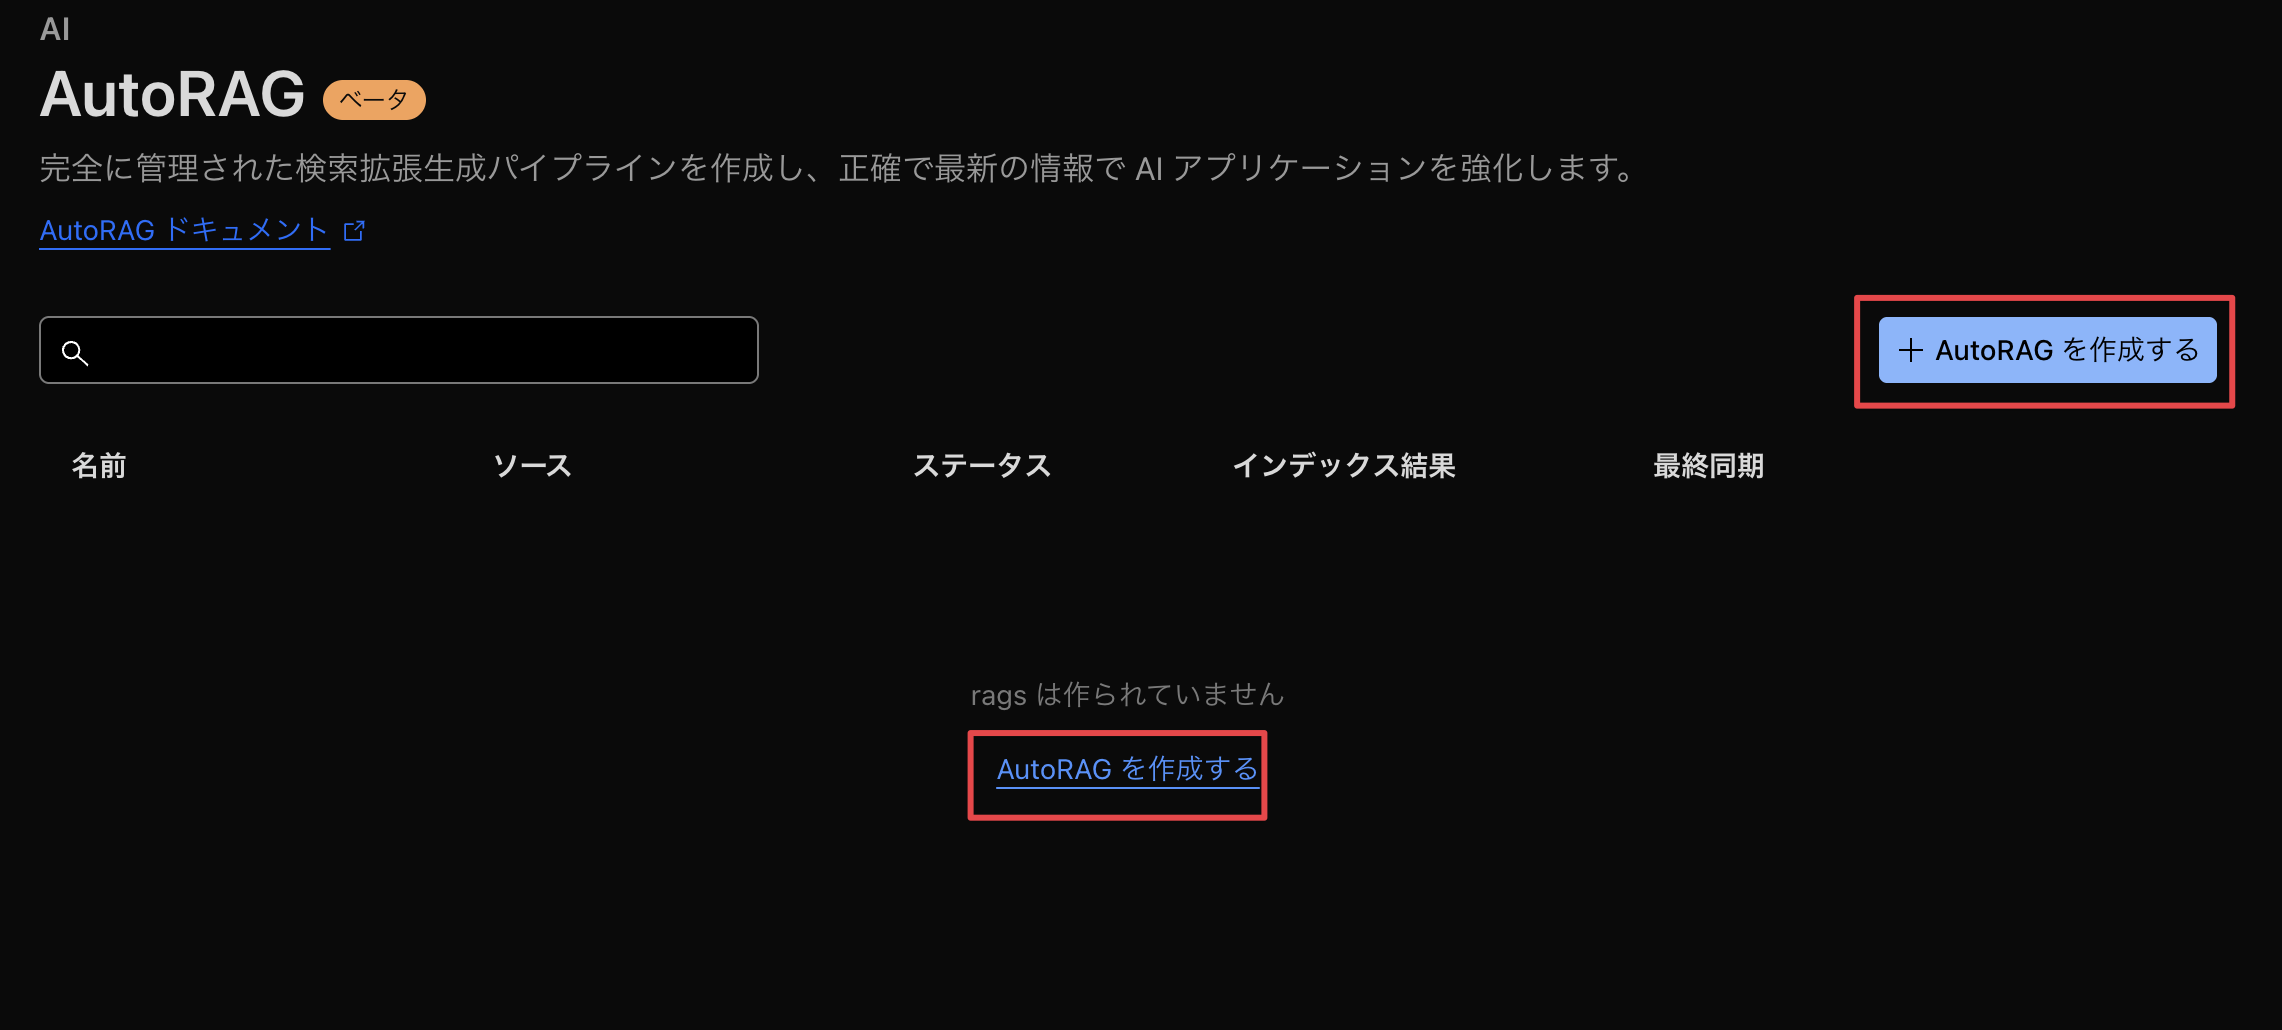 AI
AutoRAG ベータ
完全に管理された検索拡張生成パイプラインを作成し、正確で最新の情報で AI アプリケーションを強化します。
AutoRAG ドキュメント
AutoRAG を作成する
名前 ソース ステータス インデックス結果 最終同期
rags は作られていません
AutoRAG を作成する